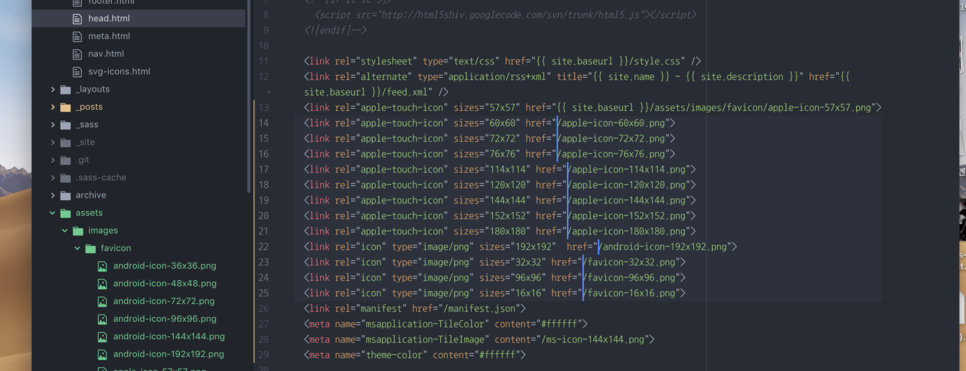 footer.html
head.html
meta.html
nav.html
svg-icons.html
_layouts
_posts
_sass
_site
.git
.sass-cache
archive
assets
images
favicon
android-icon-36x36.png
android-icon-48x48.png
android-icon-72x72.png
android-icon-96x96.png
android-icon-144x144.png
android-icon-192x192.png
8 <script src="http://html5shiv.googlecode.com/svn/trunk/html5.js"></script>
9 <![endif]-->
10
11 <link rel="stylesheet" type="text/css" href="{{ site.baseurl }}/style.css" />
12 <link rel="alternate" type="application/rss+xml" title="{{ site.name }} - {{ site.description }}" href="{{
• site.baseurl }}/feed.xml" />
13 <link rel="apple-touch-icon" sizes="57x57" href="{{ site.baseurl }}/assets/images/favicon/apple-icon-57x57.png">
14 <link rel="apple-touch-icon" sizes="60x60" href="/apple-icon-60x60.png">
15 <link rel="apple-touch-icon" sizes="72x72" href="/apple-icon-72x72.png">
16 <link rel="apple-touch-icon" sizes="76x76" href="/apple-icon-76x76.png">
17 <link rel="apple-touch-icon" sizes="114x114" href="/apple-icon-114x114.png">
18 <link rel="apple-touch-icon" sizes="120x120" href="/apple-icon-120x120.png">
19 <link rel="apple-touch-icon" sizes="144x144" href="/apple-icon-144x144.png">
20 <link rel="apple-touch-icon" sizes="152x152" href="/apple-icon-152x152.png">
21 <link rel="apple-touch-icon" sizes="180x180" href="/apple-icon-180x180.png">
22 <link rel="icon" type="image/png" sizes="192x192"  href="/android-icon-192x192.png">
23 <link rel="icon" type="image/png" sizes="32x32" href="/favicon-32x32.png">
24 <link rel="icon" type="image/png" sizes="96x96" href="/favicon-96x96.png">
25 <link rel="icon" type="image/png" sizes="16x16" href="/favicon-16x16.png">
26 <link rel="manifest" href="/manifest.json">
27 <meta name="msapplication-TileColor" content="#ffffff">
28 <meta name="msapplication-TileImage" content="/ms-icon-144x144.png">
29 <meta name="theme-color" content="#ffffff">